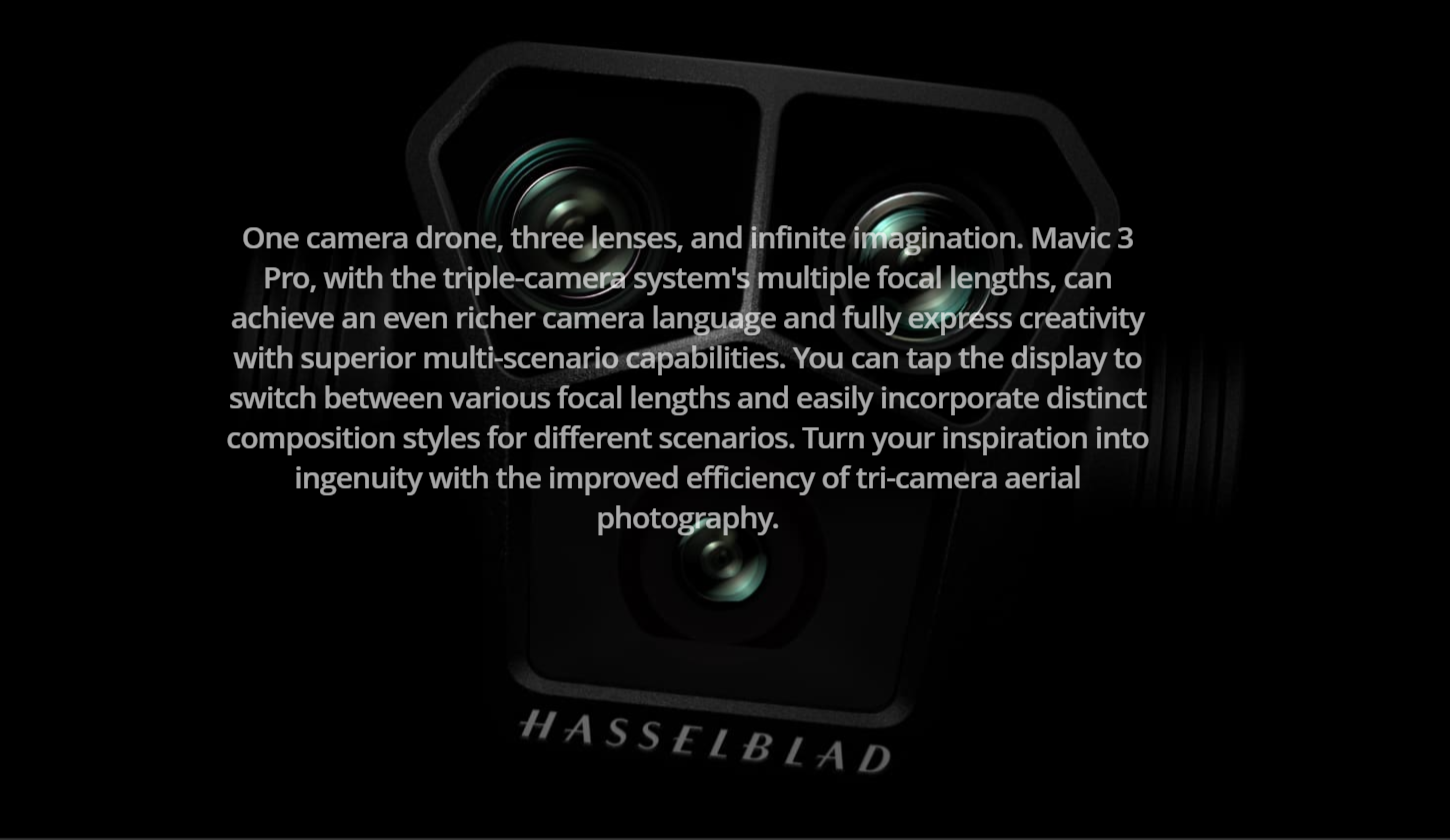 One camera drone, three lenses, and infinite imagination. Mavic 3
Pro, with the triple-camera system's multiple focal lengths, can
achieve an even richer camera language and fully express creativity
with superior multi-scenario capabilities. You can tap the display to
switch between various focal lengths and easily incorporate distinct
composition styles for different scenarios. Turn your inspiration into
ingenuity with the improved efficiency of tri-camera aerial
photography.
HASSELBLAD